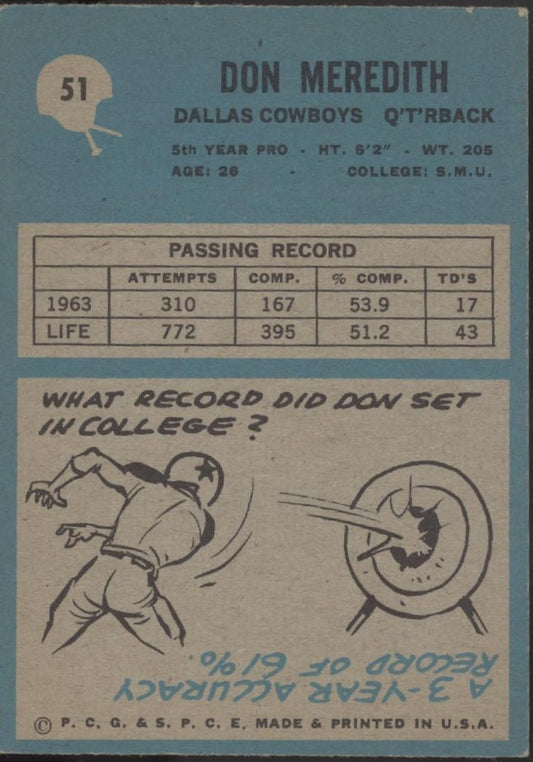 51
DON MEREDITH
DALLAS COWBOYS Q'T'RBACK
5th YEAR PRO - HT. 6'2" - WT. 205
AGE: 26 - COLLEGE: S.M.U.
PASSING RECORD
ATTEMPTS COMP. % COMP. TD'S
1963 310 167 53.9 17
LIFE 772 395 51.2 43
WHAT RECORD DID DON SET
IN COLLEGE ?
A 3-YEAR ACCURACY
RECORD OF 61%.
© P. C. G. & S. P. C. E. MADE & PRINTED IN U.S.A.